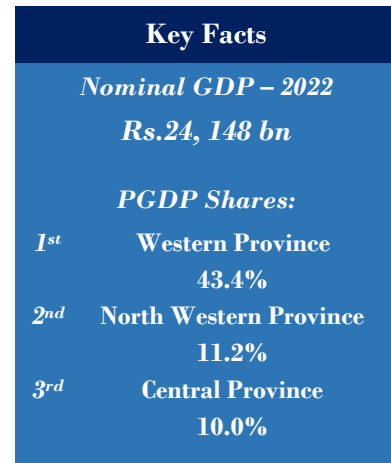 Key Facts
Nominal GDP – 2022
Rs.24, 148 bn
PGDP Shares:
1st Western Province
43.4%
2nd North Western Province
11.2%
3rd Central Province
10.0%